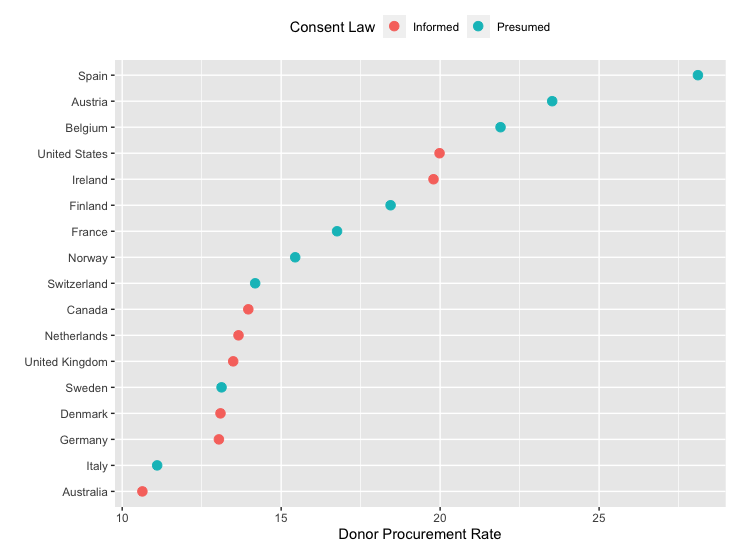 Consent Law Informed Presumed
Spain
Austria
Belgium
United States
Ireland
Finland
France
Norway
Switzerland
Canada
Netherlands
United Kingdom
Sweden
Denmark
Germany
Italy
Australia
10 15 20 25
Donor Procurement Rate